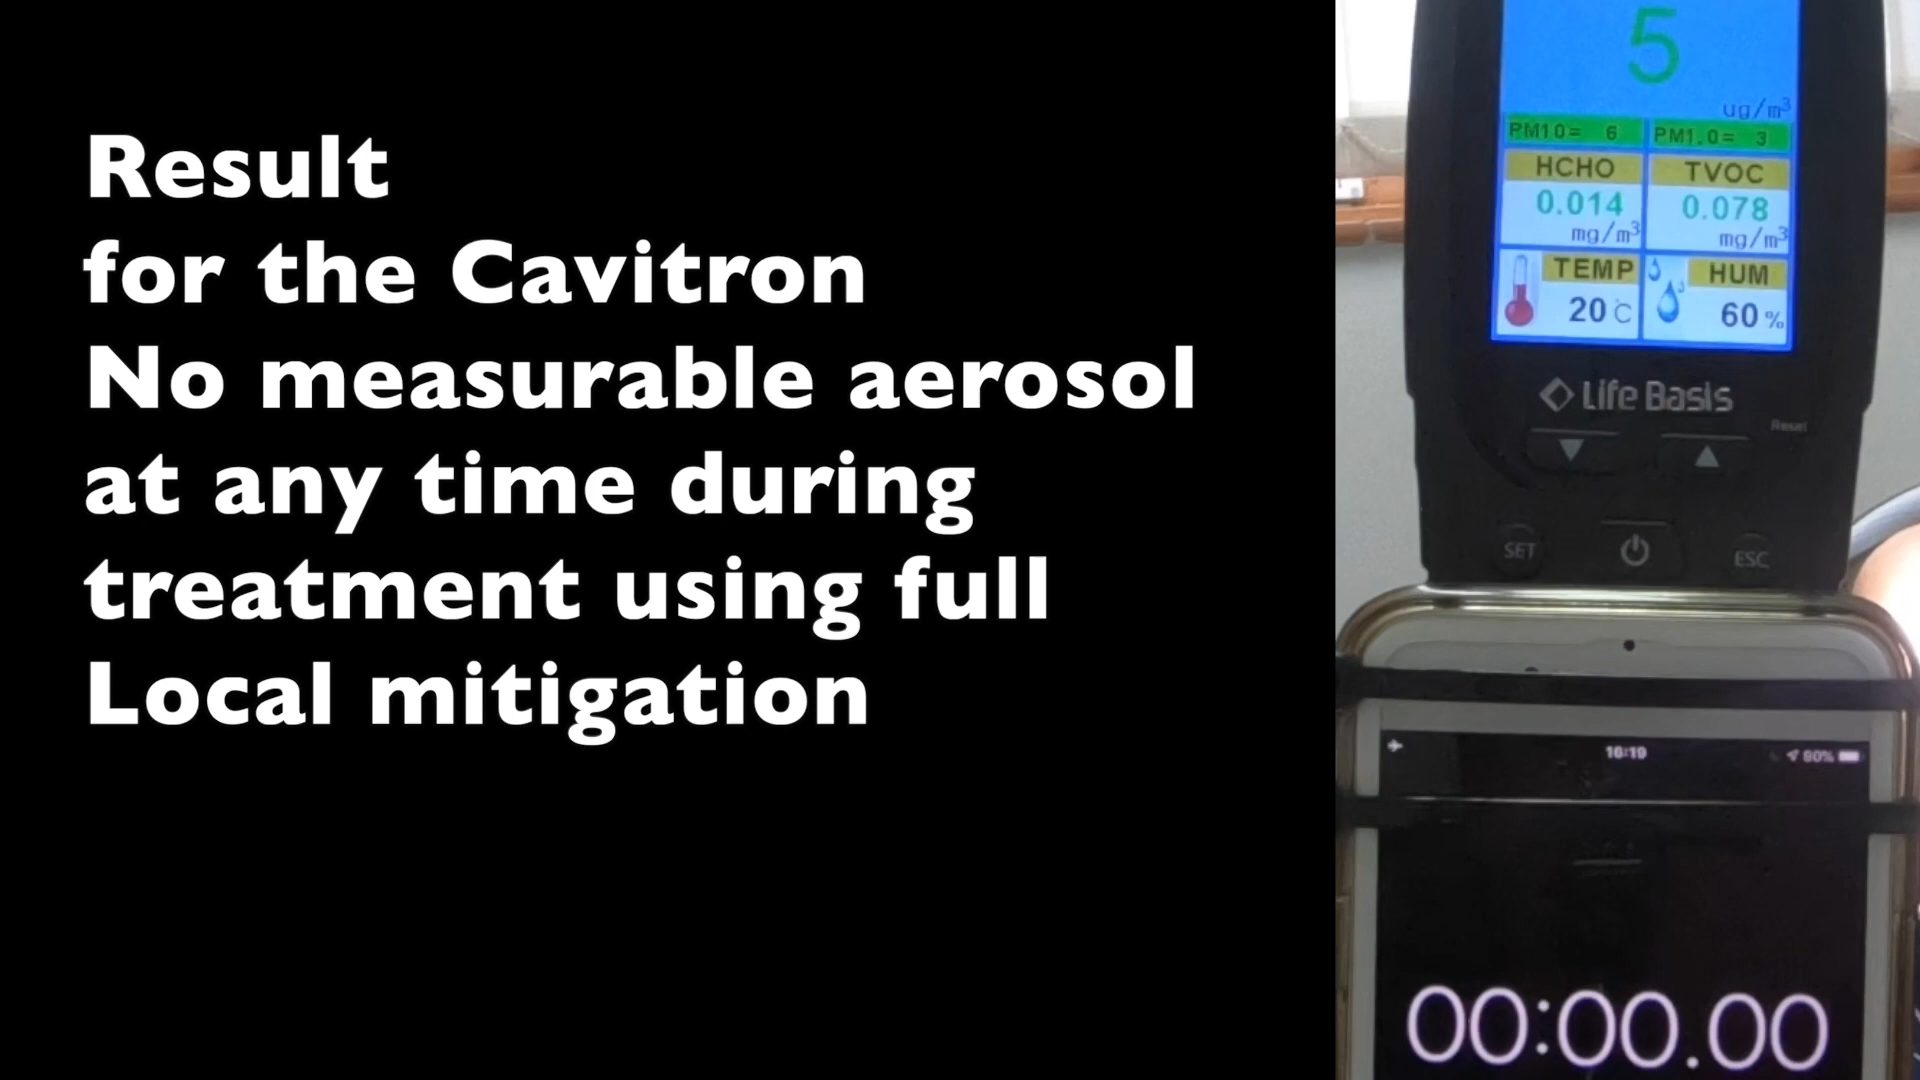 Result
for the Cavitron
No measurable aerosol
at any time during
treatment using full
Local mitigation
5
ug/m³
PM10= 6 PM1.0= 3
HCHO TVOC
0.014 0.078
mg/m³ mg/m³
TEMP HUM
20℃ 60%
Life Basis
Reset
SET ESC
16:19 60%
00:00.00